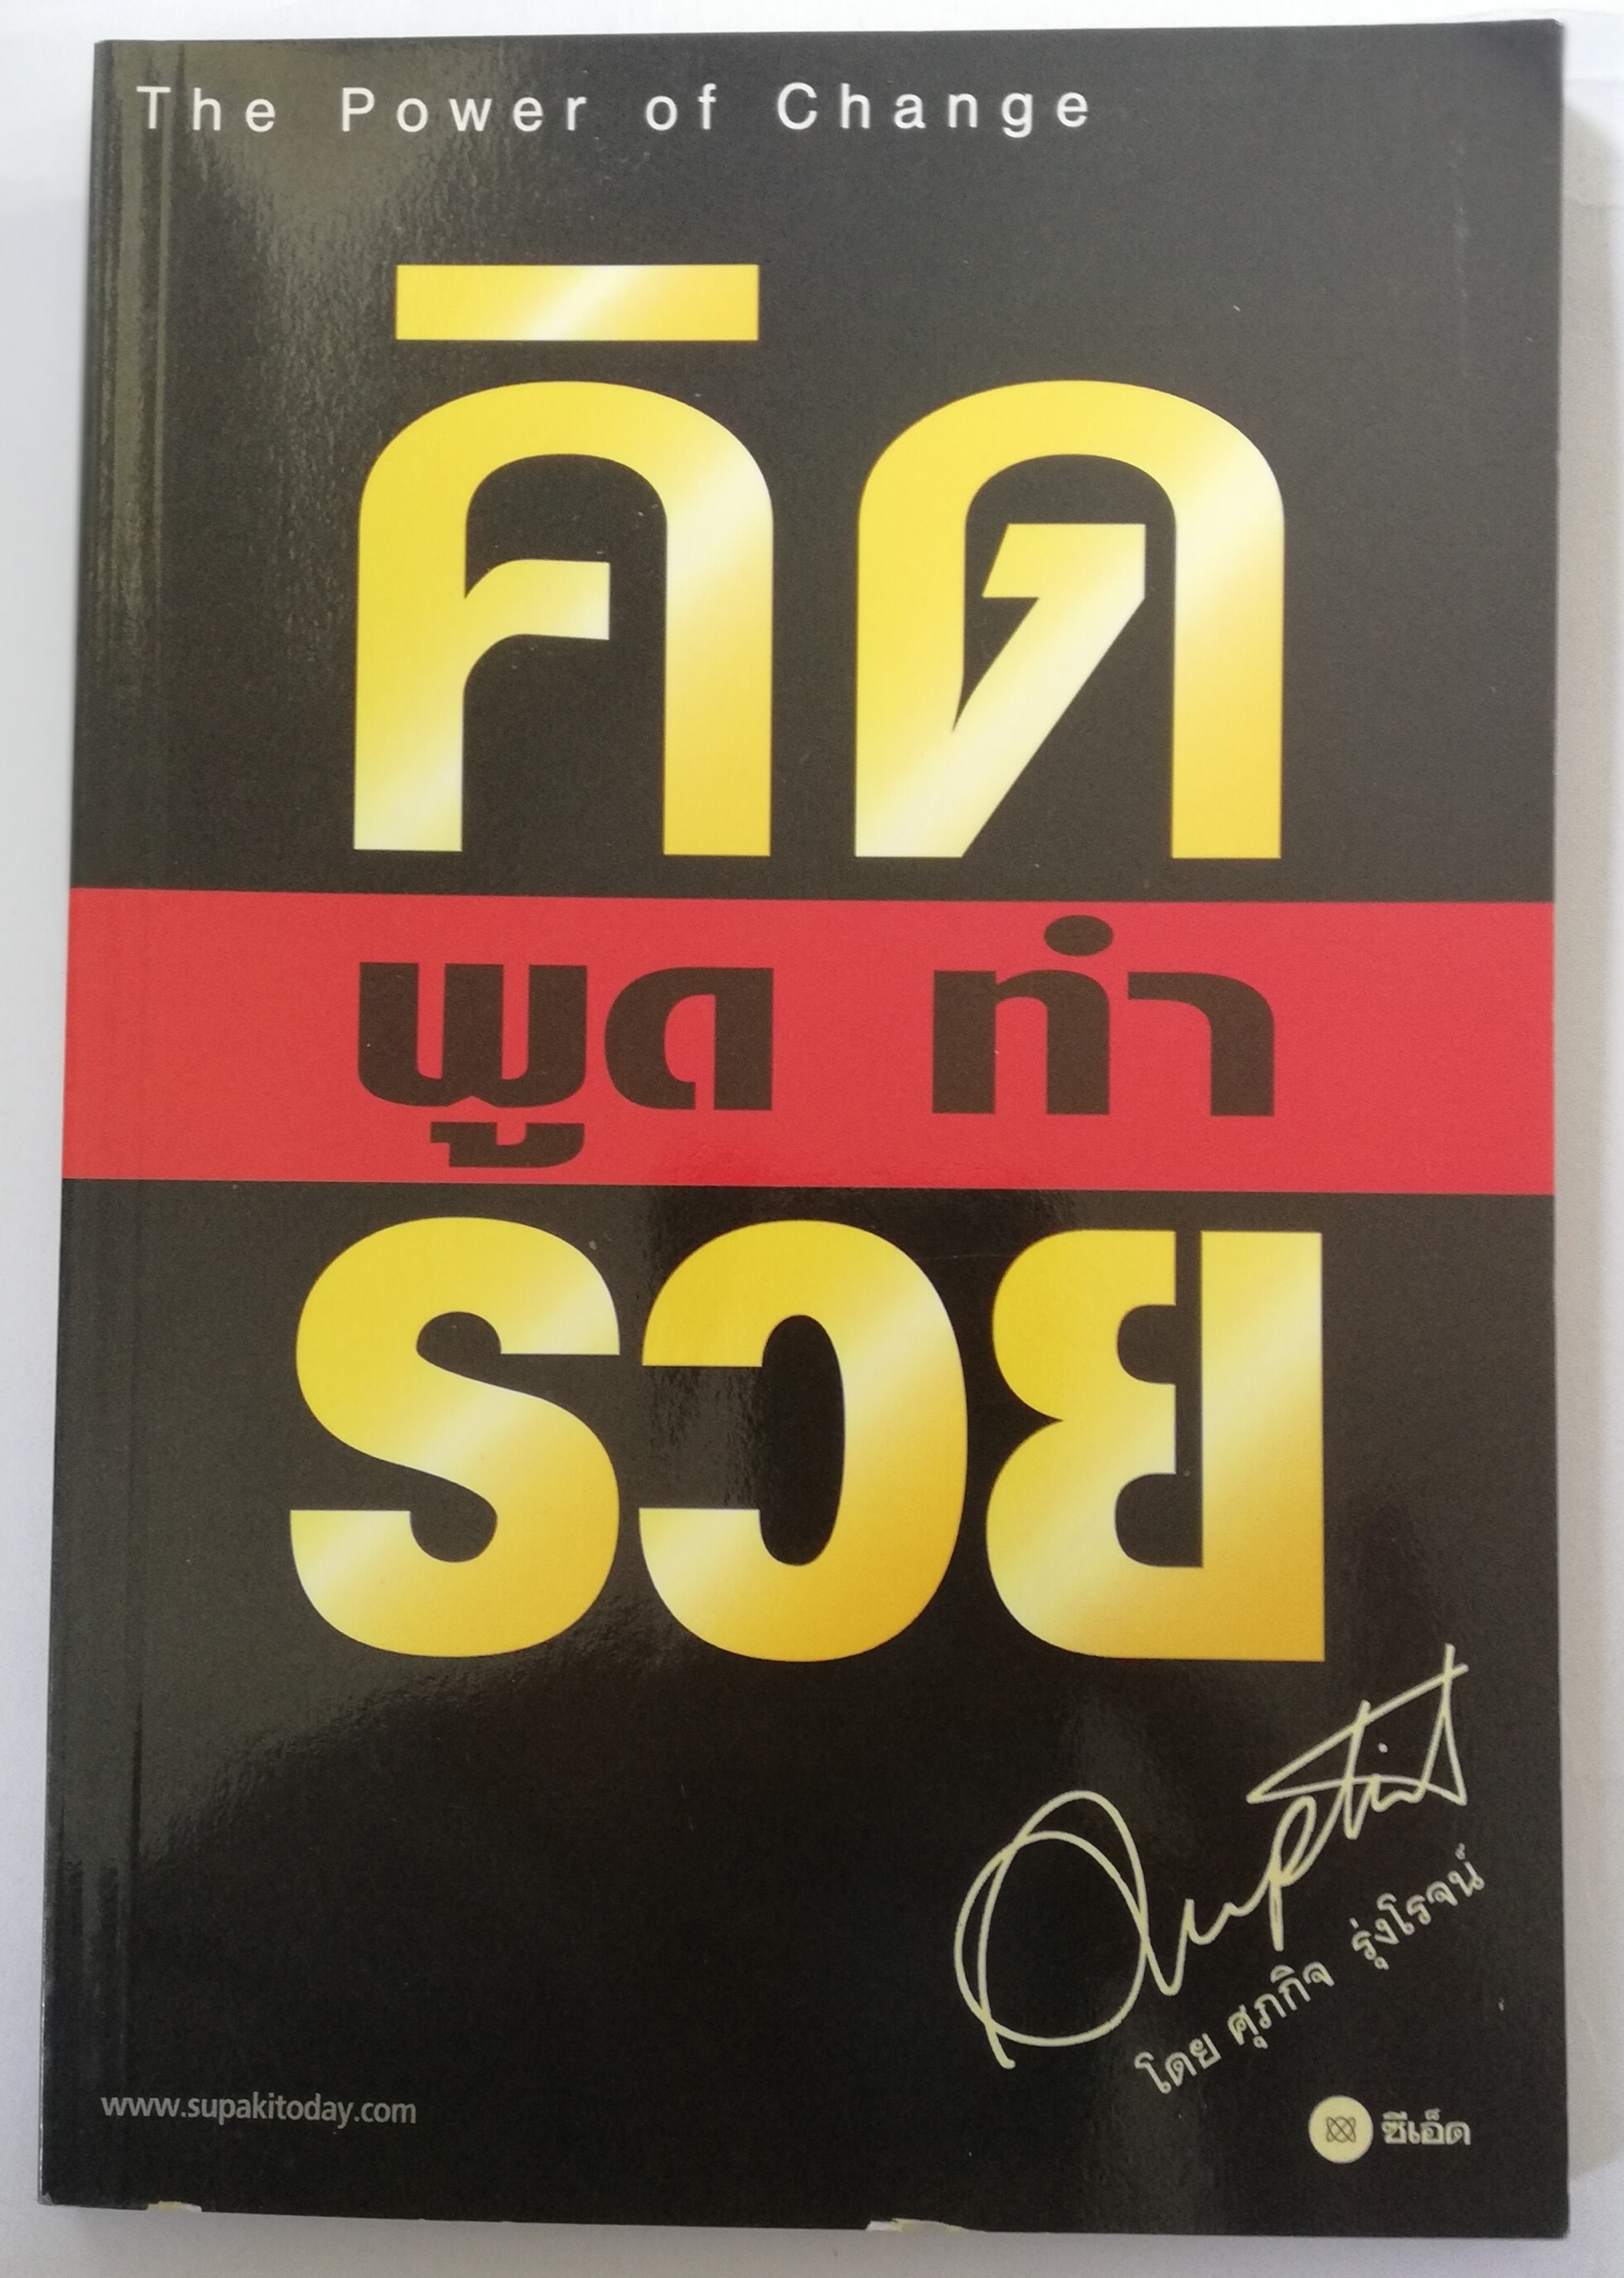 The Power of Change
คิด
พูด ทำ
รวย
โดย ศุภกิจ รุ่งโรจน์
www.supakitoday.com
ซีเอ็ด